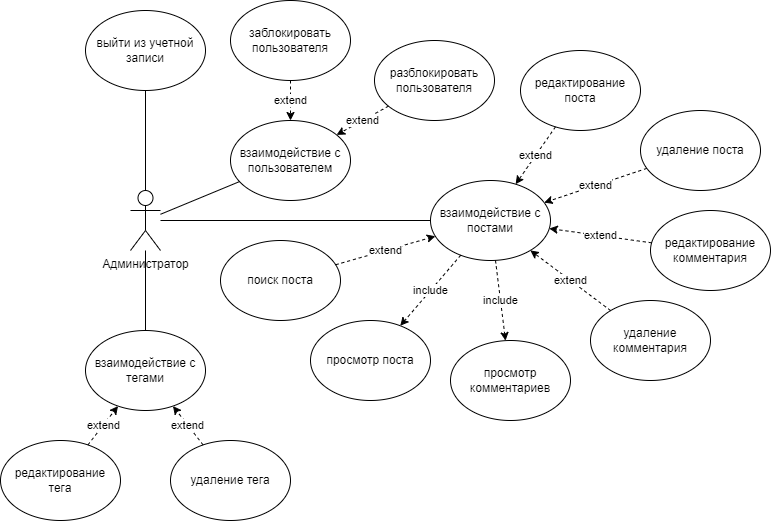 выйти из учетной
записи
заблокировать
пользователя
разблокировать
пользователя
extend
extend
взаимодействие с
пользователем
редактирование
поста
extend
удаление поста
extend
взаимодействие с
постами
Администратор
extend
редактирование
комментария
extend
поиск поста
extend
include
include
extend
удаление
комментария
просмотр поста
просмотр
комментариев
взаимодействие с
тегами
extend
extend
редактирование
тега
удаление тега